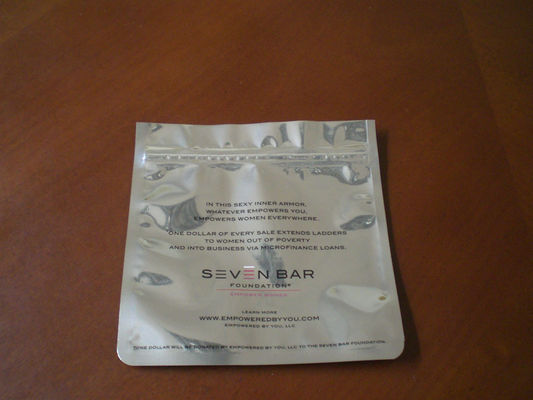 IN THIS SEXY INNER ARMOR,
WHATEVER EMPOWERS YOU,
EMPOWERS WOMEN EVERYWHERE.
ONE DOLLAR OF EVERY SALE EXTENDS LADDERS
TO WOMEN OUT OF POVERTY
AND INTO BUSINESS VIA MICROFINANCE LOANS.
SEVEN BAR
FOUNDATION®
EMPOWER WOMEN
LEARN MORE
WWW.EMPOWEREDBYYOU.COM
EMPOWERED BY YOU, LLC
*ONE DOLLAR WILL BE DONATED BY EMPOWERED BY YOU, LLC TO THE SEVEN BAR FOUNDATION.